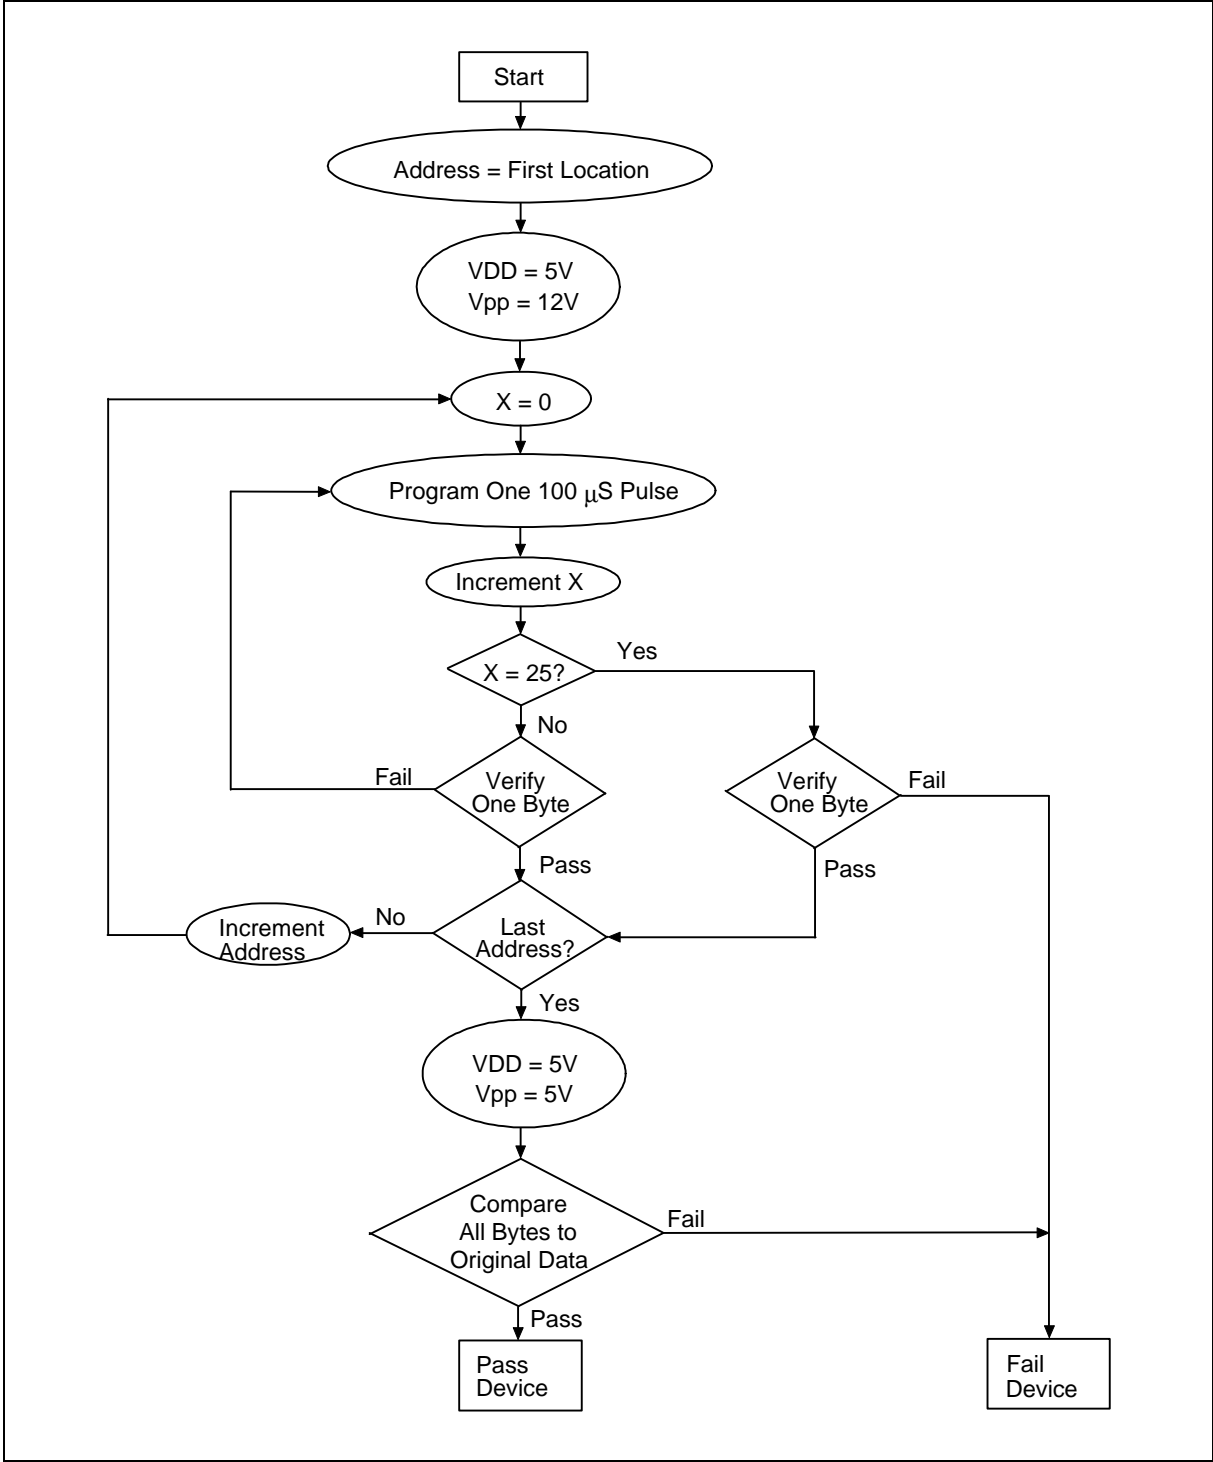 Start
Address = First Location
VDD = 5V
Vpp = 12V
X = 0
Program One 100 μS Pulse
Increment X
X = 25?
Yes
No
Verify
One Byte
Fail
Verify
One Byte
Fail
Pass
Pass
Last
Address?
No
Increment
Address
Yes
VDD = 5V
Vpp = 5V
Compare
All Bytes to
Original Data
Fail
Pass
Pass
Device
Fail
Device